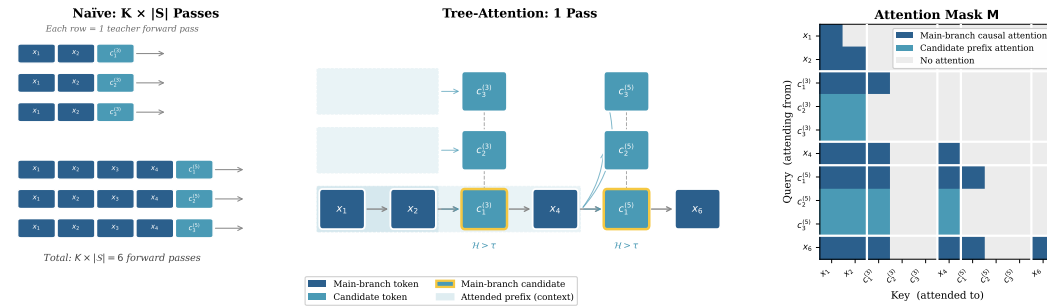 Naïve: K × |S| Passes
Each row = 1 teacher forward pass
x₁ x₂ c₁⁽³⁾
x₁ x₂ c₂⁽³⁾
x₁ x₂ c₃⁽³⁾
x₁ x₂ x₃ x₄ c₁⁽⁵⁾
x₁ x₂ x₃ x₄ c₂⁽⁵⁾
x₁ x₂ x₃ x₄ c₃⁽⁵⁾
Total: K × |S| = 6 forward passes
Tree-Attention: 1 Pass
c₃⁽³⁾ c₃⁽⁵⁾
c₂⁽³⁾ c₂⁽⁵⁾
x₁ x₂ c₁⁽³⁾ x₄ c₁⁽⁵⁾ x₆
H > τ H > τ
Main-branch token
Candidate token
Main-branch candidate
Attended prefix (context)
Attention Mask M
Main-branch causal attention
Candidate prefix attention
No attention
Query (attending from)
x₁
x₂
c₁⁽³⁾
c₂⁽³⁾
c₃⁽³⁾
x₄
c₁⁽⁵⁾
c₂⁽⁵⁾
c₃⁽⁵⁾
x₆
x₁ x₂ c₁⁽³⁾ c₂⁽³⁾ c₃⁽³⁾ x₄ c₁⁽⁵⁾ c₂⁽⁵⁾ c₃⁽⁵⁾ x₆
Key (attended to)